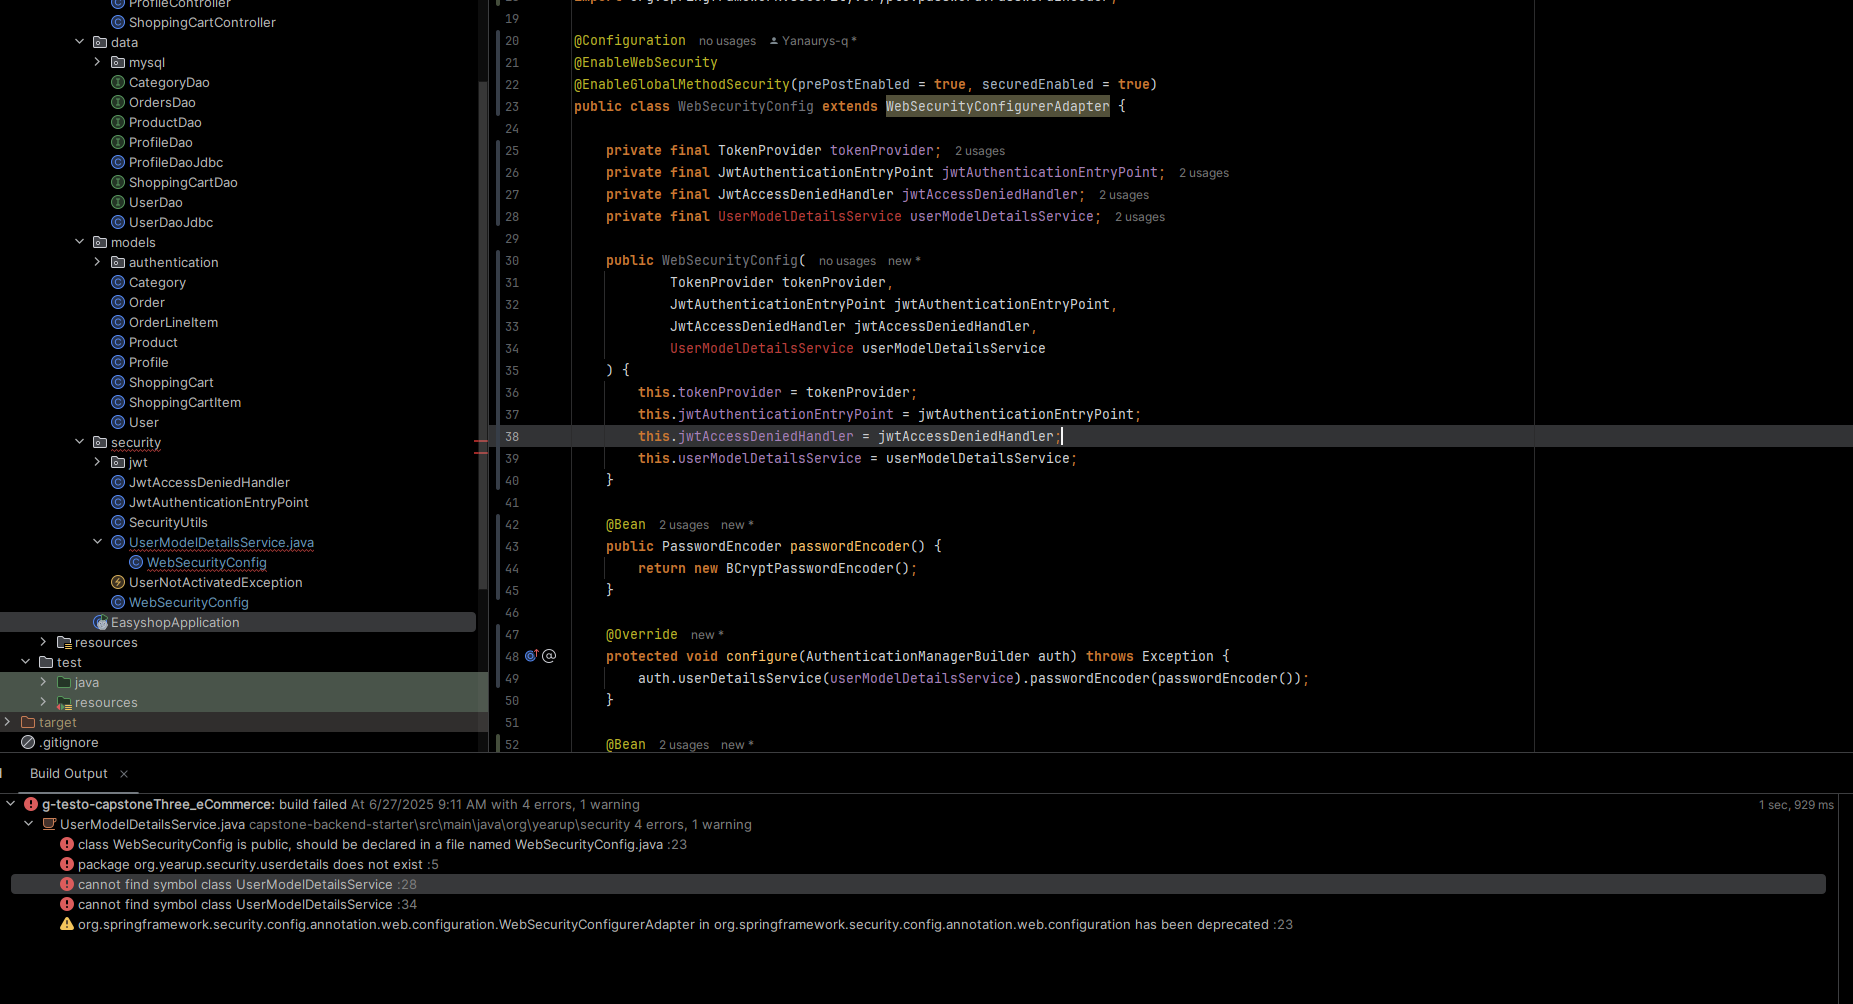 ProfileController
ShoppingCartController
data
mysql
CategoryDao
OrdersDao
ProductDao
ProfileDao
ProfileDaoJdbc
ShoppingCartDao
UserDao
UserDaoJdbc
models
authentication
Category
Order
OrderLineItem
Product
Profile
ShoppingCart
ShoppingCartItem
User
security
jwt
JwtAccessDeniedHandler
JwtAuthenticationEntryPoint
SecurityUtils
UserModelDetailsService.java
WebSecurityConfig
UserNotActivatedException
WebSecurityConfig
EasyshopApplication
resources
test
java
resources
target
.gitignore
19
20 @Configuration no usages Yanaurys-q *
21 @EnableWebSecurity
22 @EnableGlobalMethodSecurity(prePostEnabled = true, securedEnabled = true)
23 public class WebSecurityConfig extends WebSecurityConfigurerAdapter {
24
25 private final TokenProvider tokenProvider; 2 usages
26 private final JwtAuthenticationEntryPoint jwtAuthenticationEntryPoint; 2 usages
27 private final JwtAccessDeniedHandler jwtAccessDeniedHandler; 2 usages
28 private final UserModelDetailsService userModelDetailsService; 2 usages
29
30 public WebSecurityConfig( no usages new *
31 TokenProvider tokenProvider,
32 JwtAuthenticationEntryPoint jwtAuthenticationEntryPoint,
33 JwtAccessDeniedHandler jwtAccessDeniedHandler,
34 UserModelDetailsService userModelDetailsService
35 ) {
36 this.tokenProvider = tokenProvider;
37 this.jwtAuthenticationEntryPoint = jwtAuthenticationEntryPoint;
38 this.jwtAccessDeniedHandler = jwtAccessDeniedHandler;
39 this.userModelDetailsService = userModelDetailsService;
40 }
41
42 @Bean 2 usages new *
43 public PasswordEncoder passwordEncoder() {
44 return new BCryptPasswordEncoder();
45 }
46
47 @Override new *
48 protected void configure(AuthenticationManagerBuilder auth) throws Exception {
49 auth.userDetailsService(userModelDetailsService).passwordEncoder(passwordEncoder());
50 }
51
52 @Bean 2 usages new *
Build Output ×
g-testo-capstoneThree_eCommerce: build failed At 6/27/2025 9:11 AM with 4 errors, 1 warning 1 sec, 929 ms
UserModelDetailsService.java capstone-backend-starter\src\main\java\org\yearup\security 4 errors, 1 warning
class WebSecurityConfig is public, should be declared in a file named WebSecurityConfig.java :23
package org.yearup.security.userdetails does not exist :5
cannot find symbol class UserModelDetailsService :28
cannot find symbol class UserModelDetailsService :34
org.springframework.security.config.annotation.web.configuration.WebSecurityConfigurerAdapter in org.springframework.security.config.annotation.web.configuration has been deprecated :23